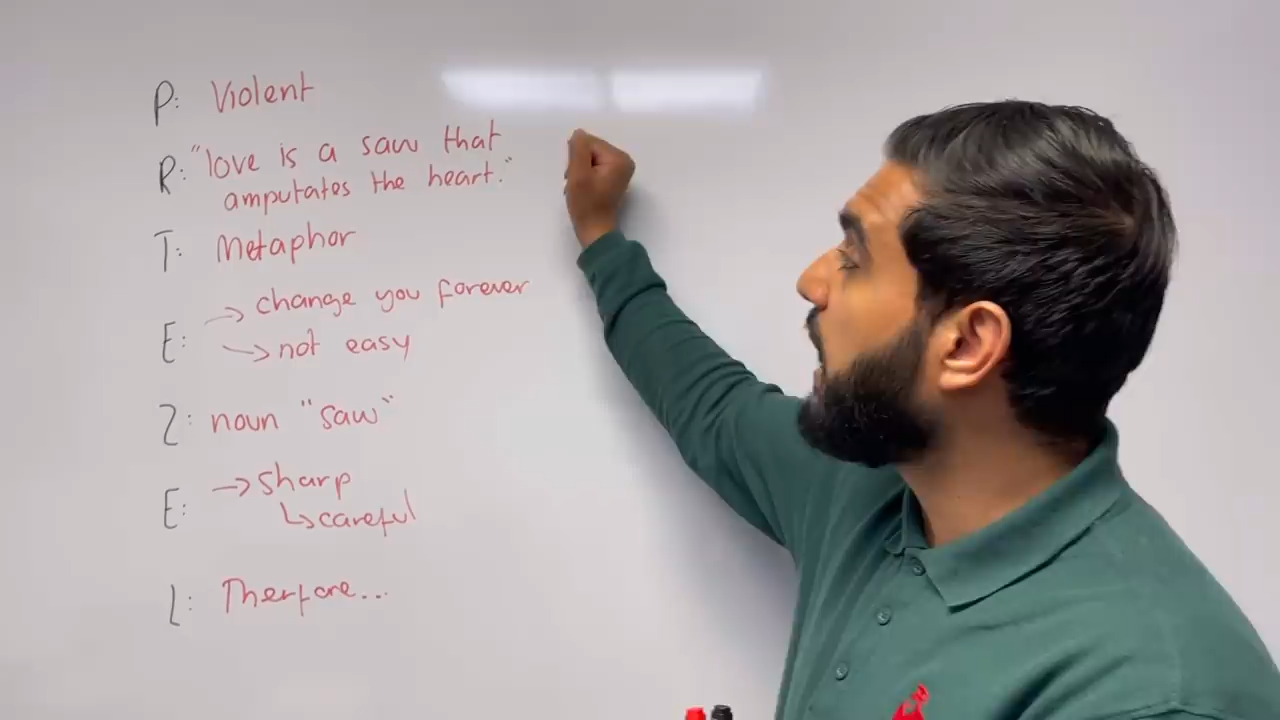 P: Violent
R: "love is a saw that
amputates the heart."
T: Metaphor
E: → change you forever
→ not easy
Z: noun "saw"
E: → sharp
↳ careful
L: Therfore...